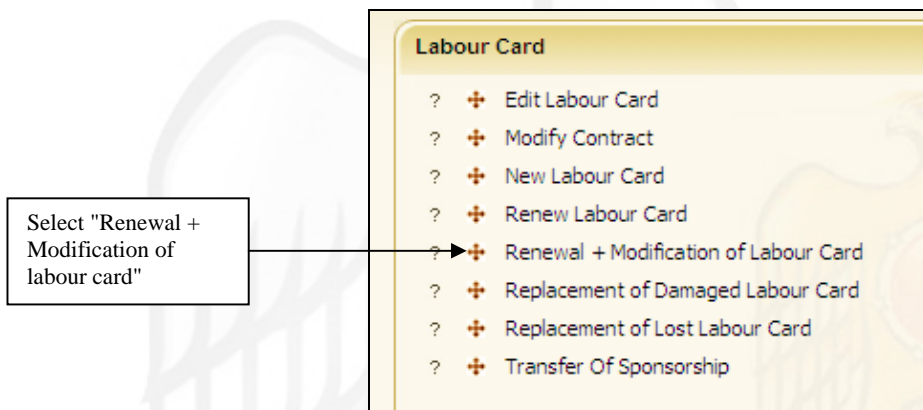 Labour Card
? Edit Labour Card
? Modify Contract
? New Labour Card
? Renew Labour Card
Select "Renewal +
Modification of
labour card"
? Renewal + Modification of Labour Card
? Replacement of Damaged Labour Card
? Replacement of Lost Labour Card
? Transfer Of Sponsorship